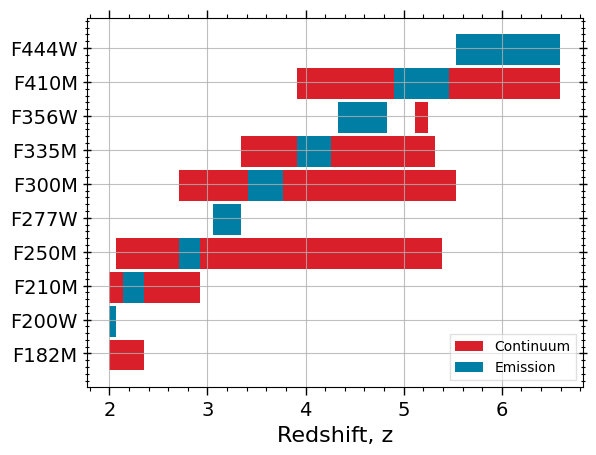 F444W
F410M
F356W
F335M
F300M
F277W
F250M
F210M
F200W
F182M
Continuum
Emission
2 3 4 5 6
Redshift, z